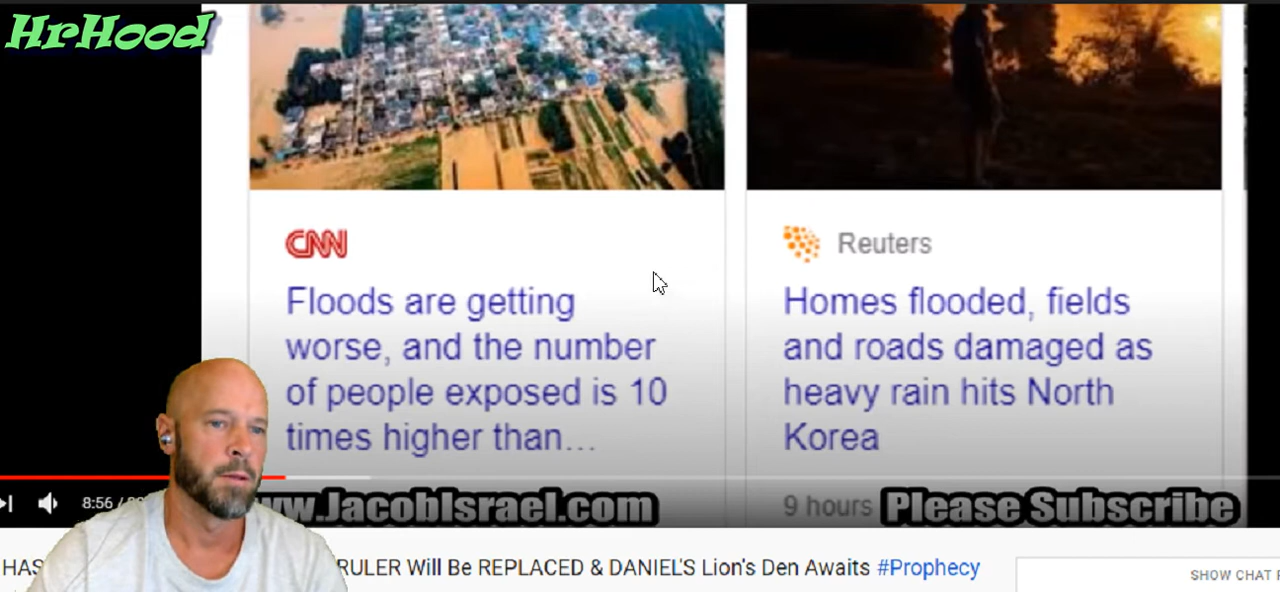 HrHood
CNN
Floods are getting
worse, and the number
of people exposed is 10
times higher than...
Reuters
Homes flooded, fields
and roads damaged as
heavy rain hits North
Korea
9 hours
8:56 /
www.JacobIsrael.com
Please Subscribe
HAS
RULER Will Be REPLACED & DANIEL'S Lion's Den Awaits #Prophecy
SHOW CHAT